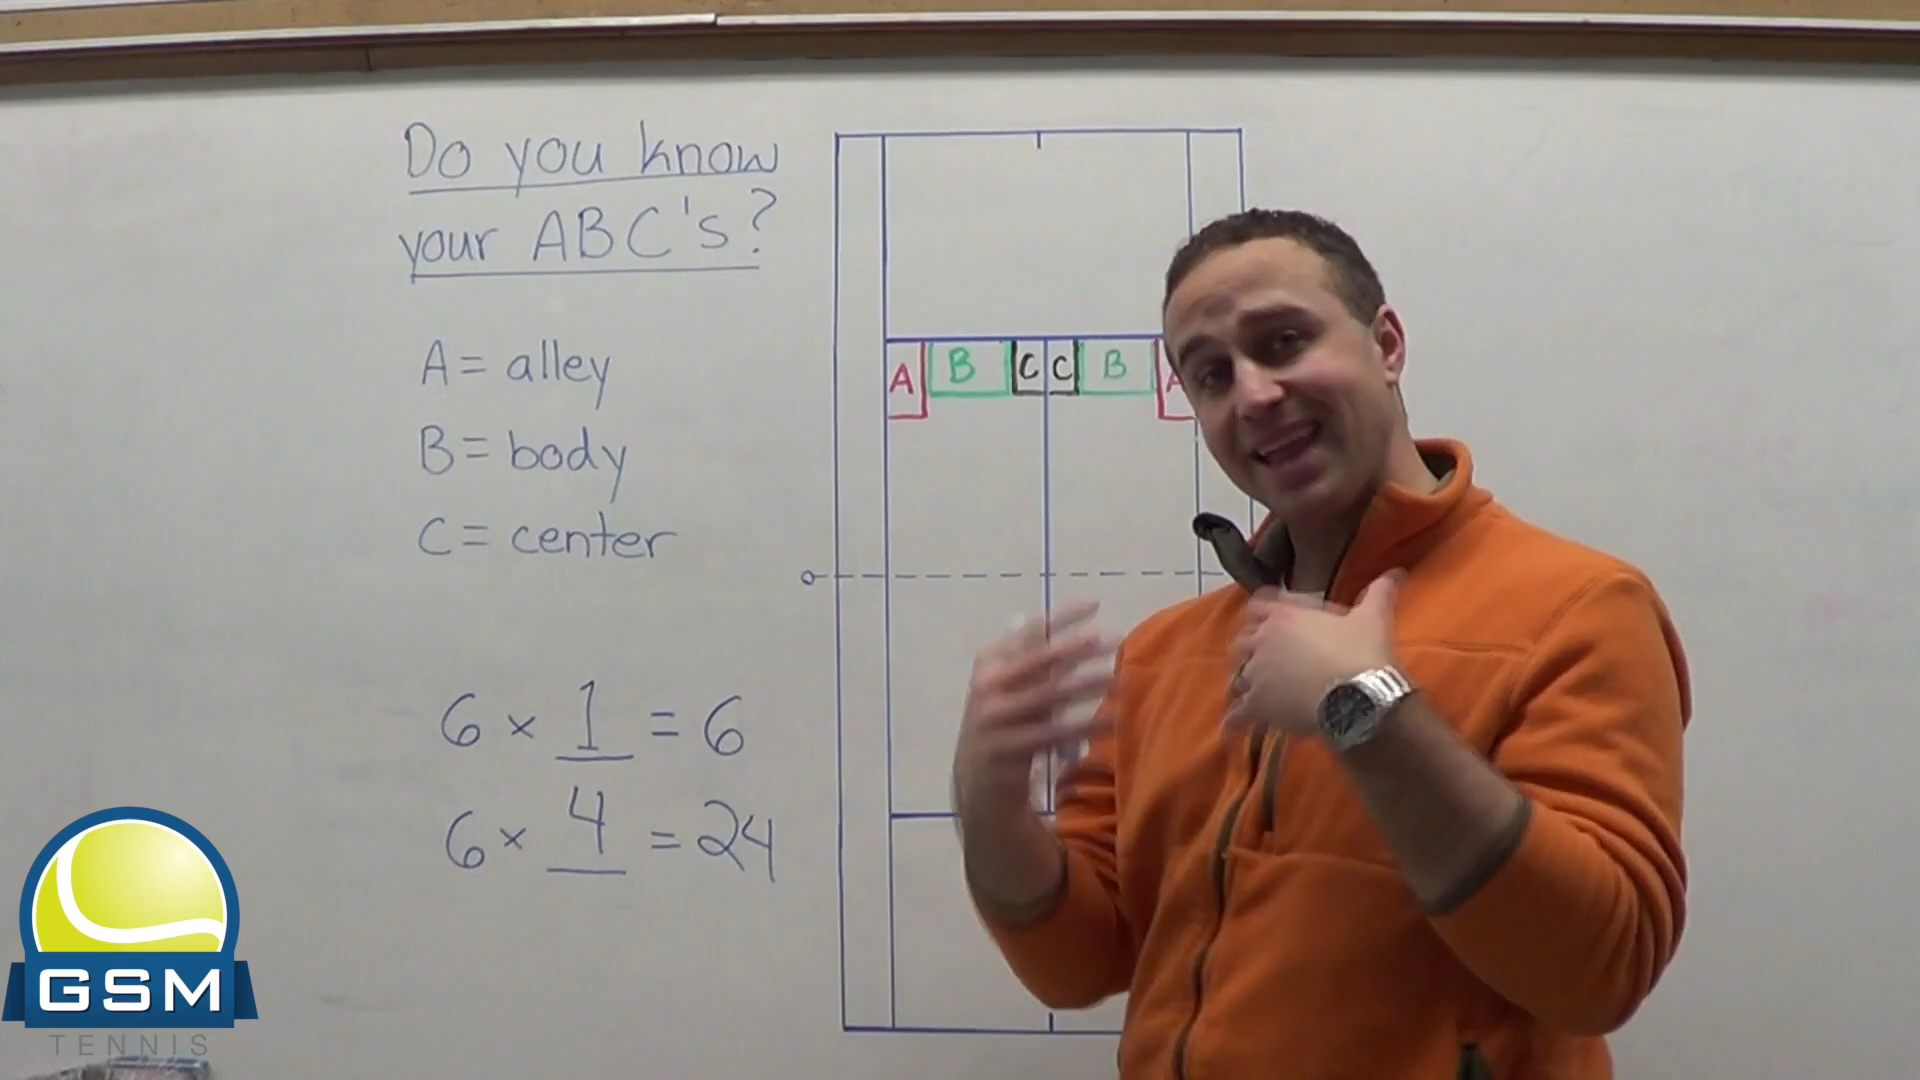 Do you know
your ABC's?
A = alley
B = body
C = center
6 × 1 = 6
6 × 4 = 24
A B C C B A
GSM
TENNIS